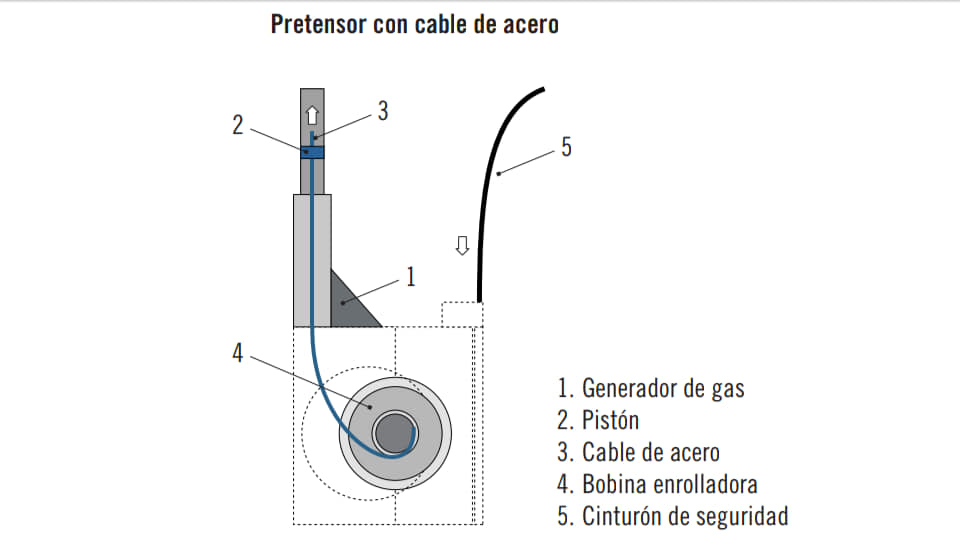 Pretensor con cable de acero
3
2
5
1
4
1. Generador de gas
2. Pistón
3. Cable de acero
4. Bobina enrolladora
5. Cinturón de seguridad